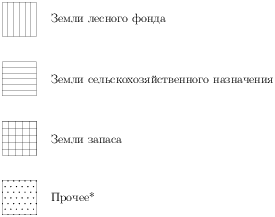 Земли лесного фонда
Земли сельскохозяйственного назначения
Земли запаса
Прочее*